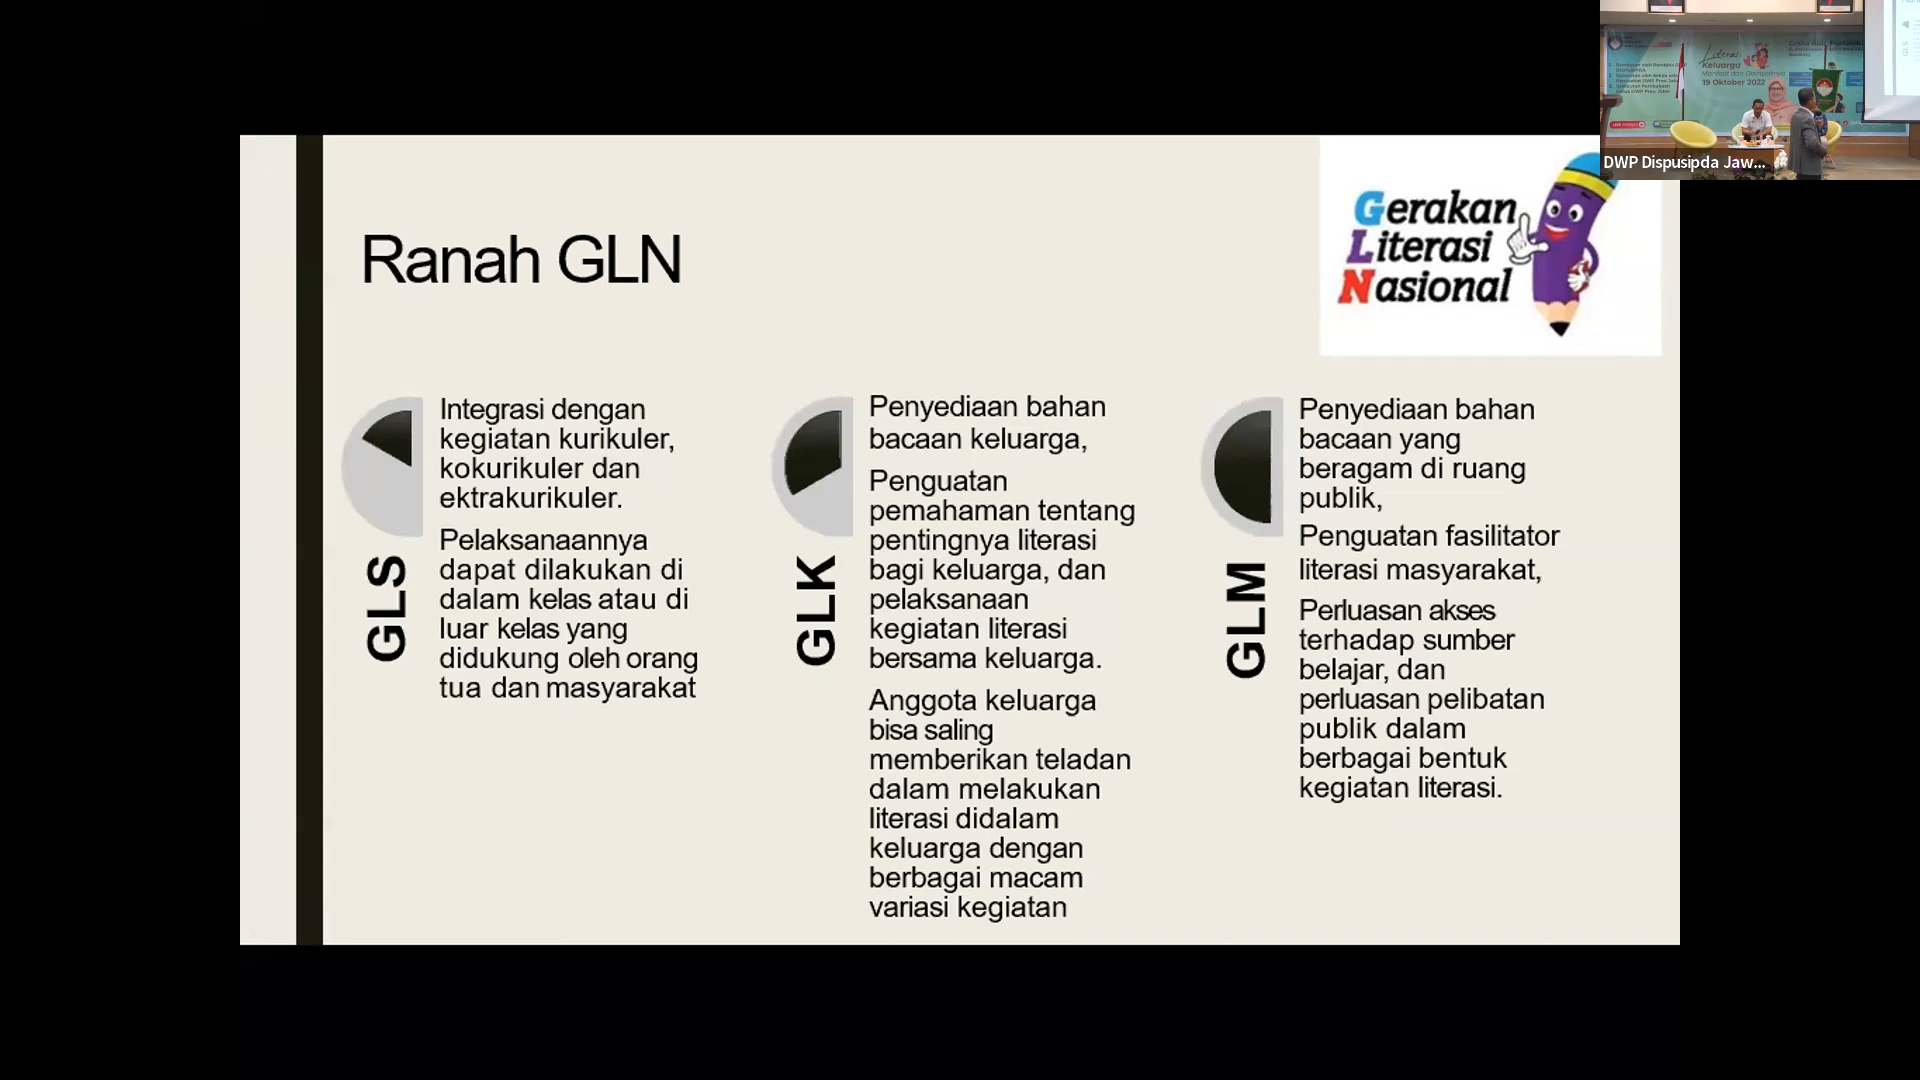 Ranah GLN
Gerakan
Literasi
Nasional
GLS
Integrasi dengan
kegiatan kurikuler,
kokurikuler dan
ektrakurikuler.
Pelaksanaannya
dapat dilakukan di
dalam kelas atau di
luar kelas yang
didukung oleh orang
tua dan masyarakat
GLK
Penyediaan bahan
bacaan keluarga,
Penguatan
pemahaman tentang
pentingnya literasi
bagi keluarga, dan
pelaksanaan
kegiatan literasi
bersama keluarga.
Anggota keluarga
bisa saling
memberikan teladan
dalam melakukan
literasi didalam
keluarga dengan
berbagai macam
variasi kegiatan
GLM
Penyediaan bahan
bacaan yang
beragam di ruang
publik,
Penguatan fasilitator
literasi masyarakat,
Perluasan akses
terhadap sumber
belajar, dan
perluasan pelibatan
publik dalam
berbagai bentuk
kegiatan literasi.
Literasi
Keluarga
Manfaat dan Dampaknya
19 Oktober 2022
DWP Dispusipda Jaw...